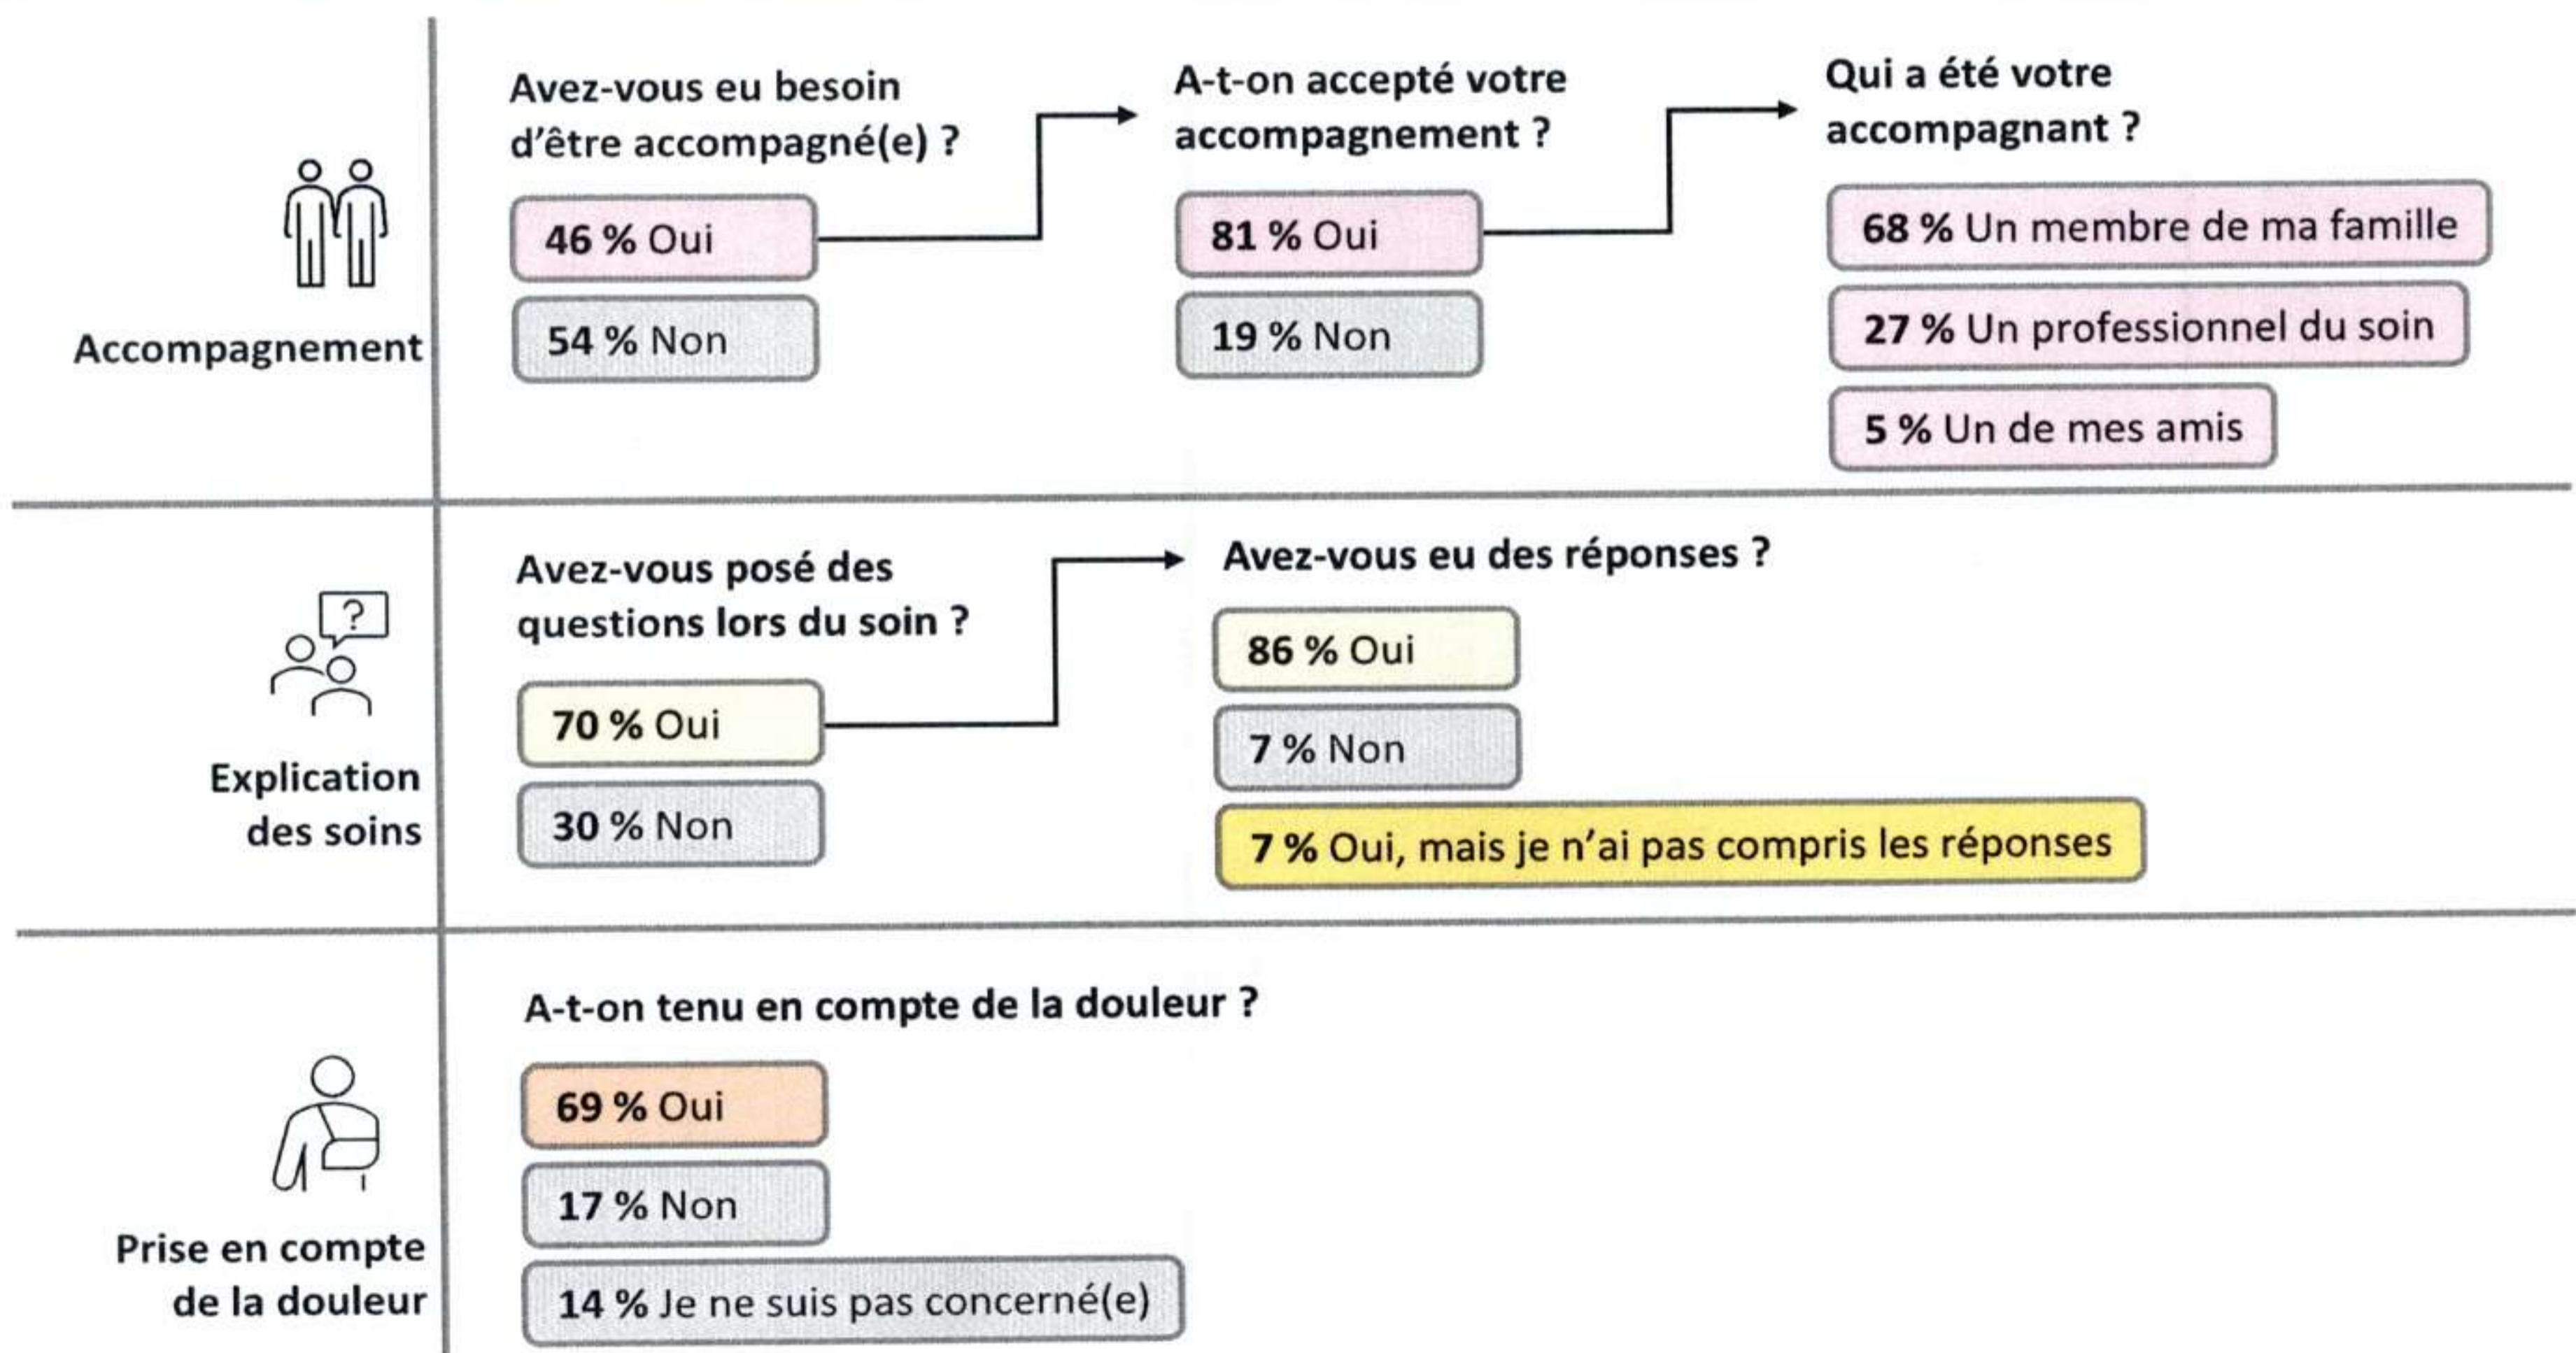 Avez-vous eu besoin
d'être accompagné(e) ?
46 % Oui
54 % Non
A-t-on accepté votre
accompagnement ?
81 % Oui
19 % Non
Qui a été votre
accompagnant ?
68 % Un membre de ma famille
27 % Un professionnel du soin
5 % Un de mes amis
Accompagnement
Avez-vous posé des
questions lors du soin ?
70 % Oui
30 % Non
Avez-vous eu des réponses ?
86 % Oui
7 % Non
7 % Oui, mais je n'ai pas compris les réponses
?
Explication
des soins
A-t-on tenu en compte de la douleur ?
69 % Oui
17 % Non
14 % Je ne suis pas concerné(e)
Prise en compte
de la douleur